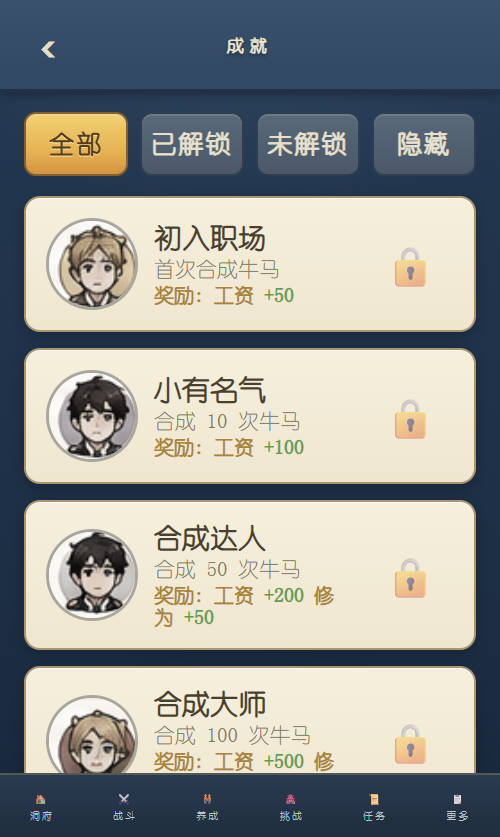 成就
全部
已解锁
未解锁
隐藏
初入职场
首次合成牛马
奖励: 工资 +50
小有名气
合成 10 次牛马
奖励: 工资 +100
合成达人
合成 50 次牛马
奖励: 工资 +200 修
为 +50
合成大师
合成 100 次牛马
奖励: 工资 +500 修
洞府
战斗
养成
挑战
任务
更多